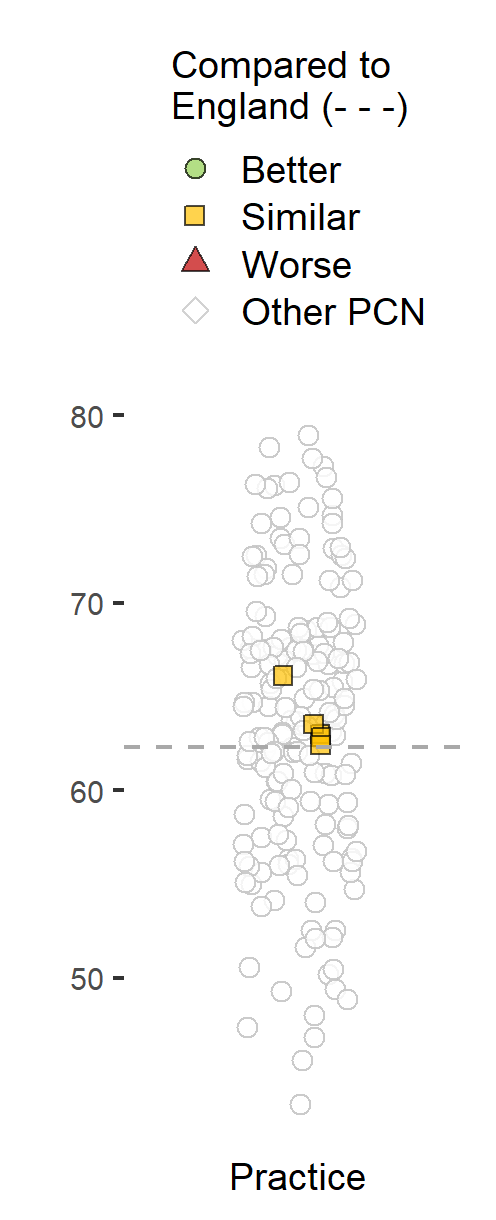 Compared to
England (- - -)
Better
Similar
Worse
Other PCN
80
70
60
50
Practice